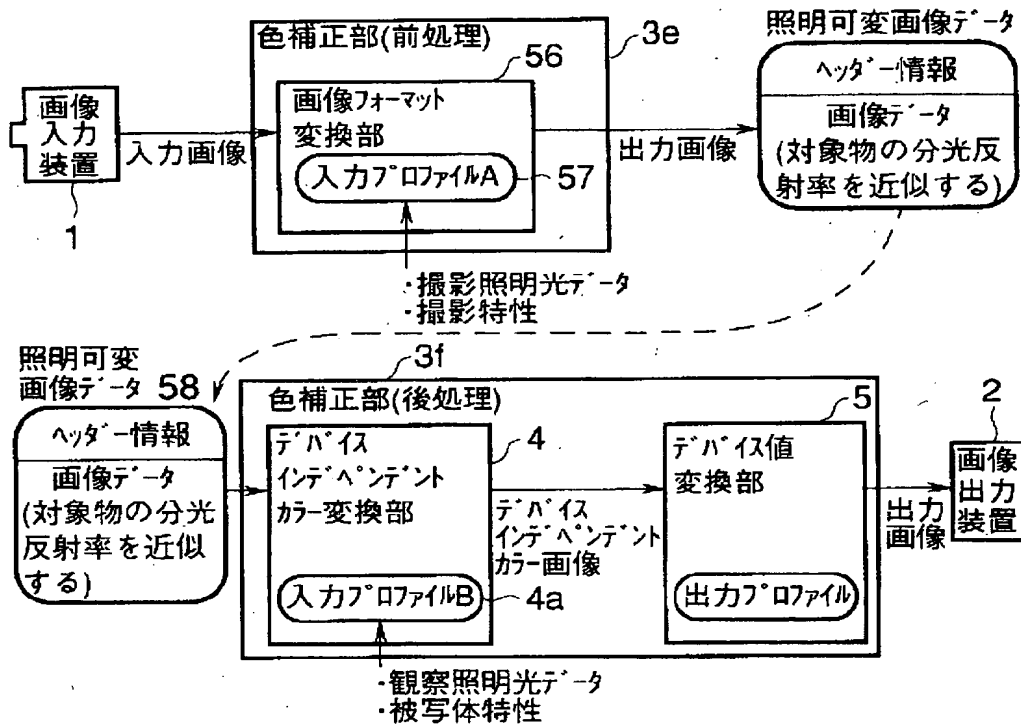 色補正部(前処理)
3e
照明可変画像データ
56
ヘッダー情報
画像
入力
装置
画像フォーマット
変換部
画像データ
(対象物の分光反
射率を近似する)
入力画像
出力画像
入力プロファイルA
57
1
・撮影照明光データ
・撮影特性
照明可変
画像データ 58
3f
色補正部(後処理)
5
2
ヘッダー情報
画像データ
(対象物の分光
反射率を近似
する)
デバイス
インデペンデント
カラー変換部
4
デバイス値
変換部
画像
出力
装置
デバイス
インデペンデント
カラー画像
出力
画像
入力プロファイルB
4a
出力プロファイル
・観察照明光データ
・被写体特性